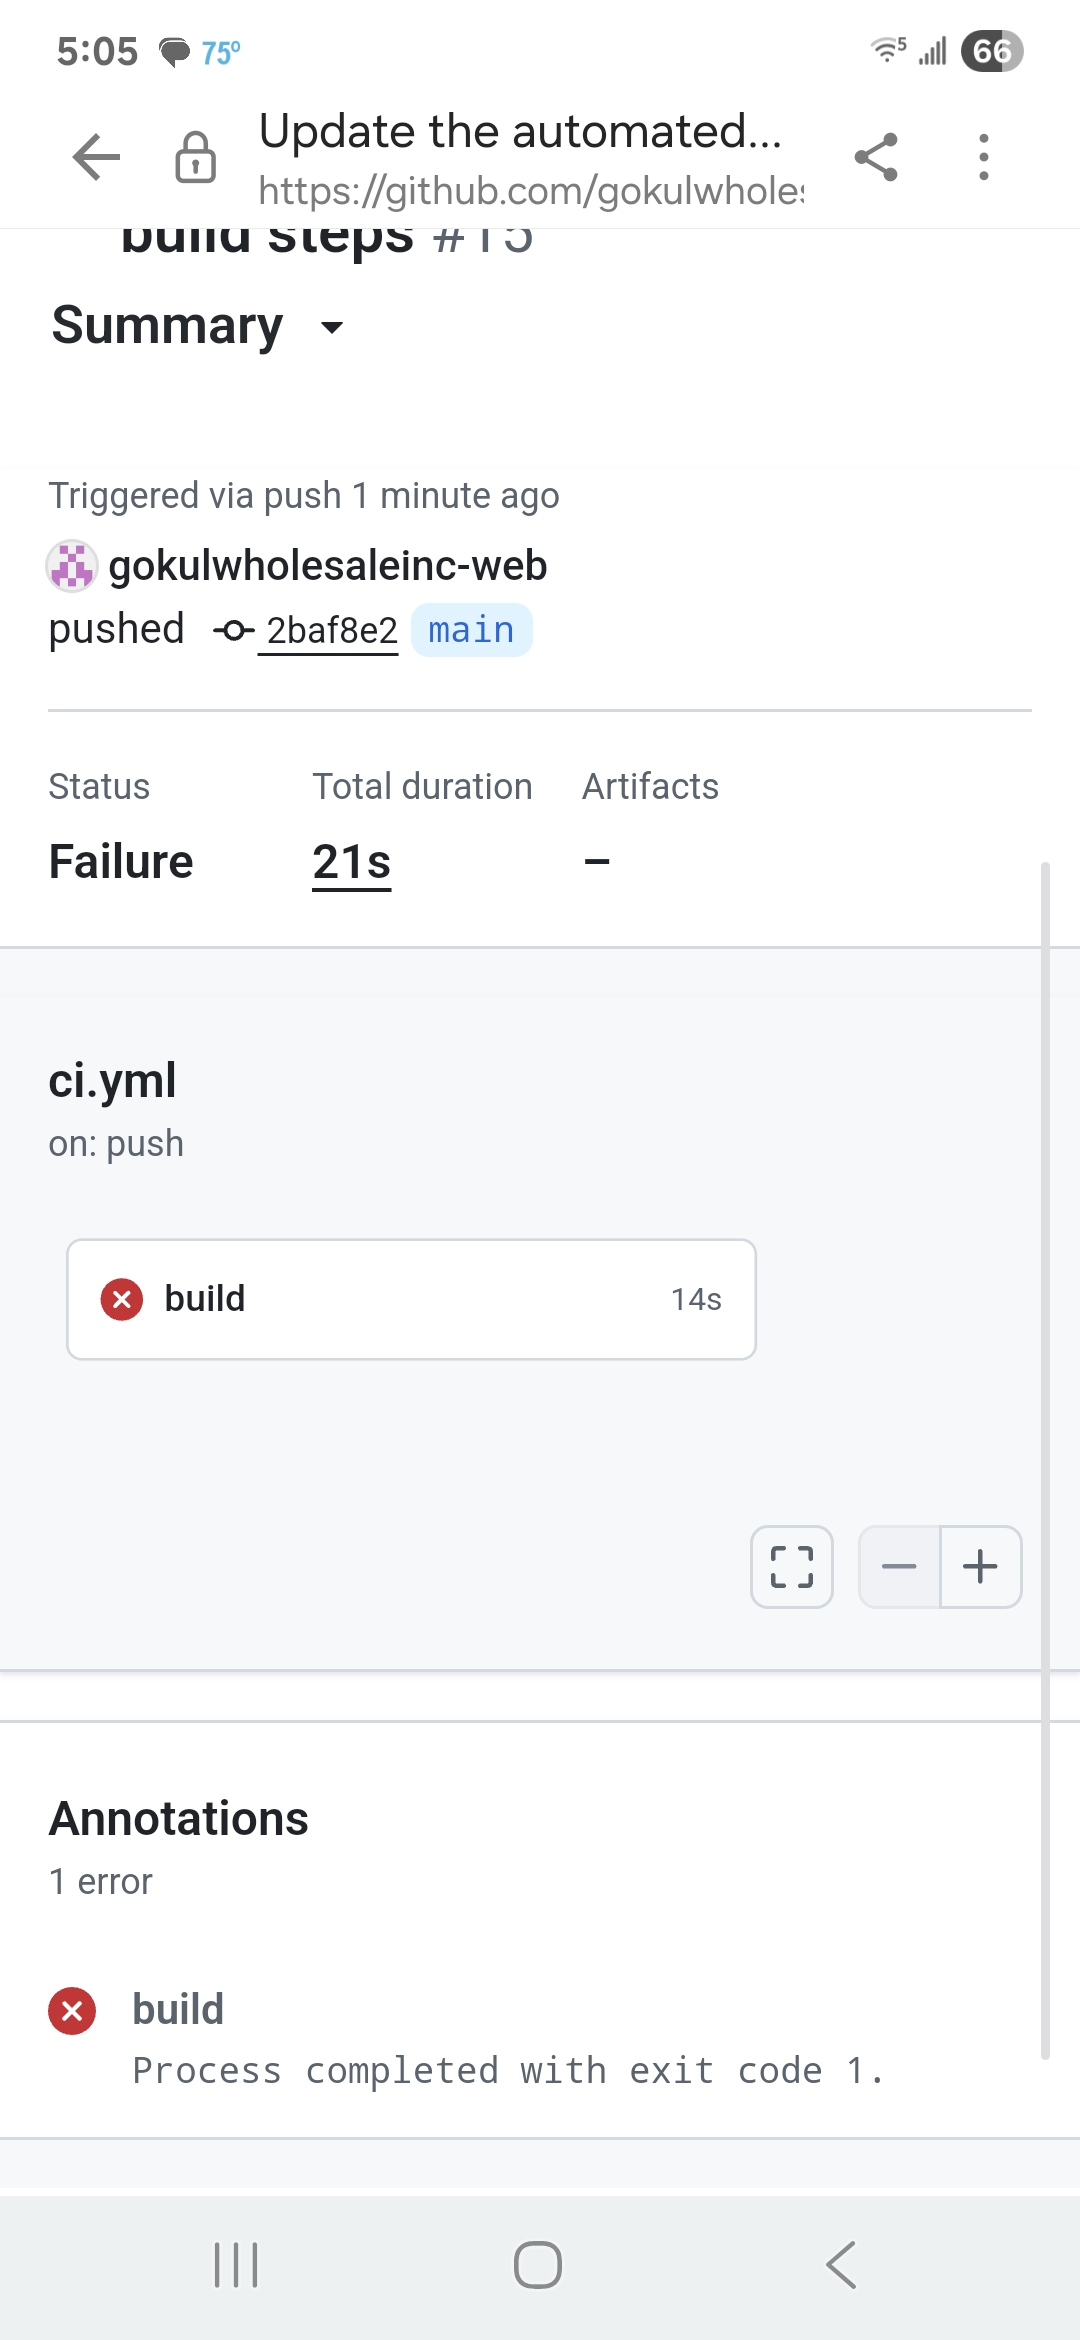 5:05 75°
5 66
Update the automated...
https://github.com/gokulwholes
build steps #15
Summary
Triggered via push 1 minute ago
gokulwholesaleinc-web
pushed 2baf8e2 main
Status Total duration Artifacts
Failure 21s –
ci.yml
on: push
build 14s
Annotations
1 error
build
Process completed with exit code 1.